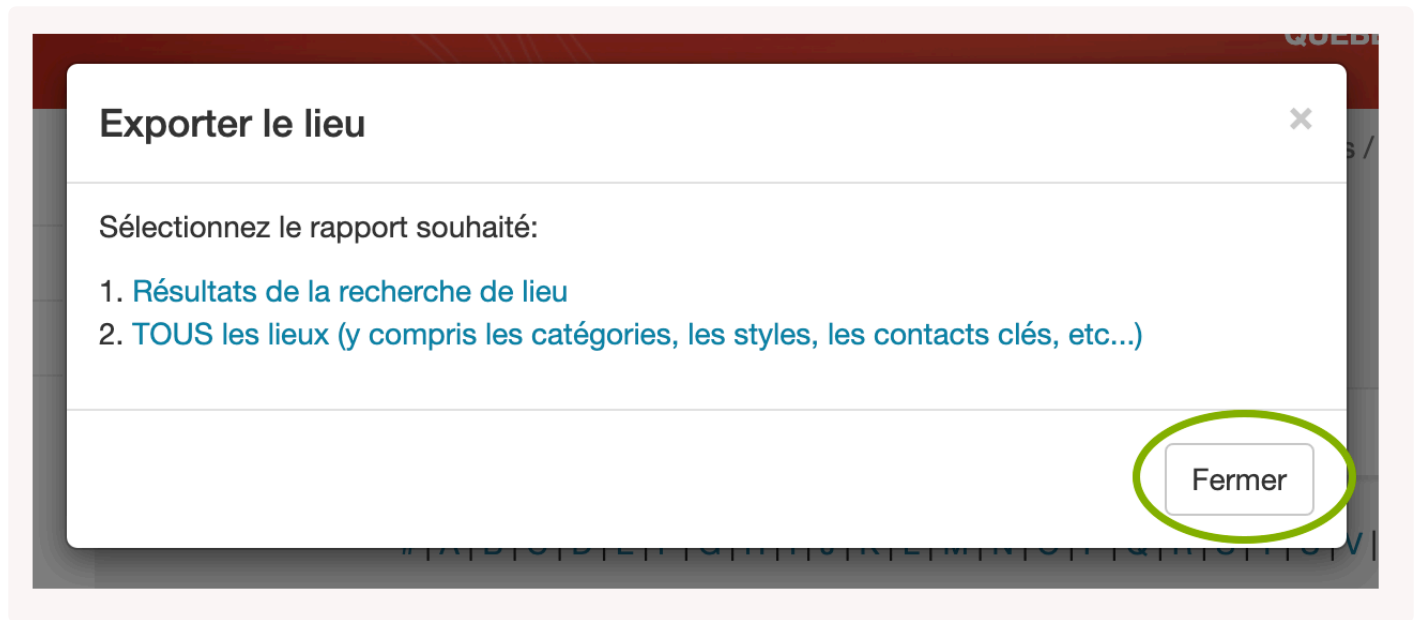 Exporter le lieu
×
s /
Sélectionnez le rapport souhaité:
1. Résultats de la recherche de lieu
2. TOUS les lieux (y compris les catégories, les styles, les contacts clés, etc...)
Fermer
# | A | B | C | D | E | F | G | H | I | J | K | L | M | N | O | P | Q | R | S | T | U | V |